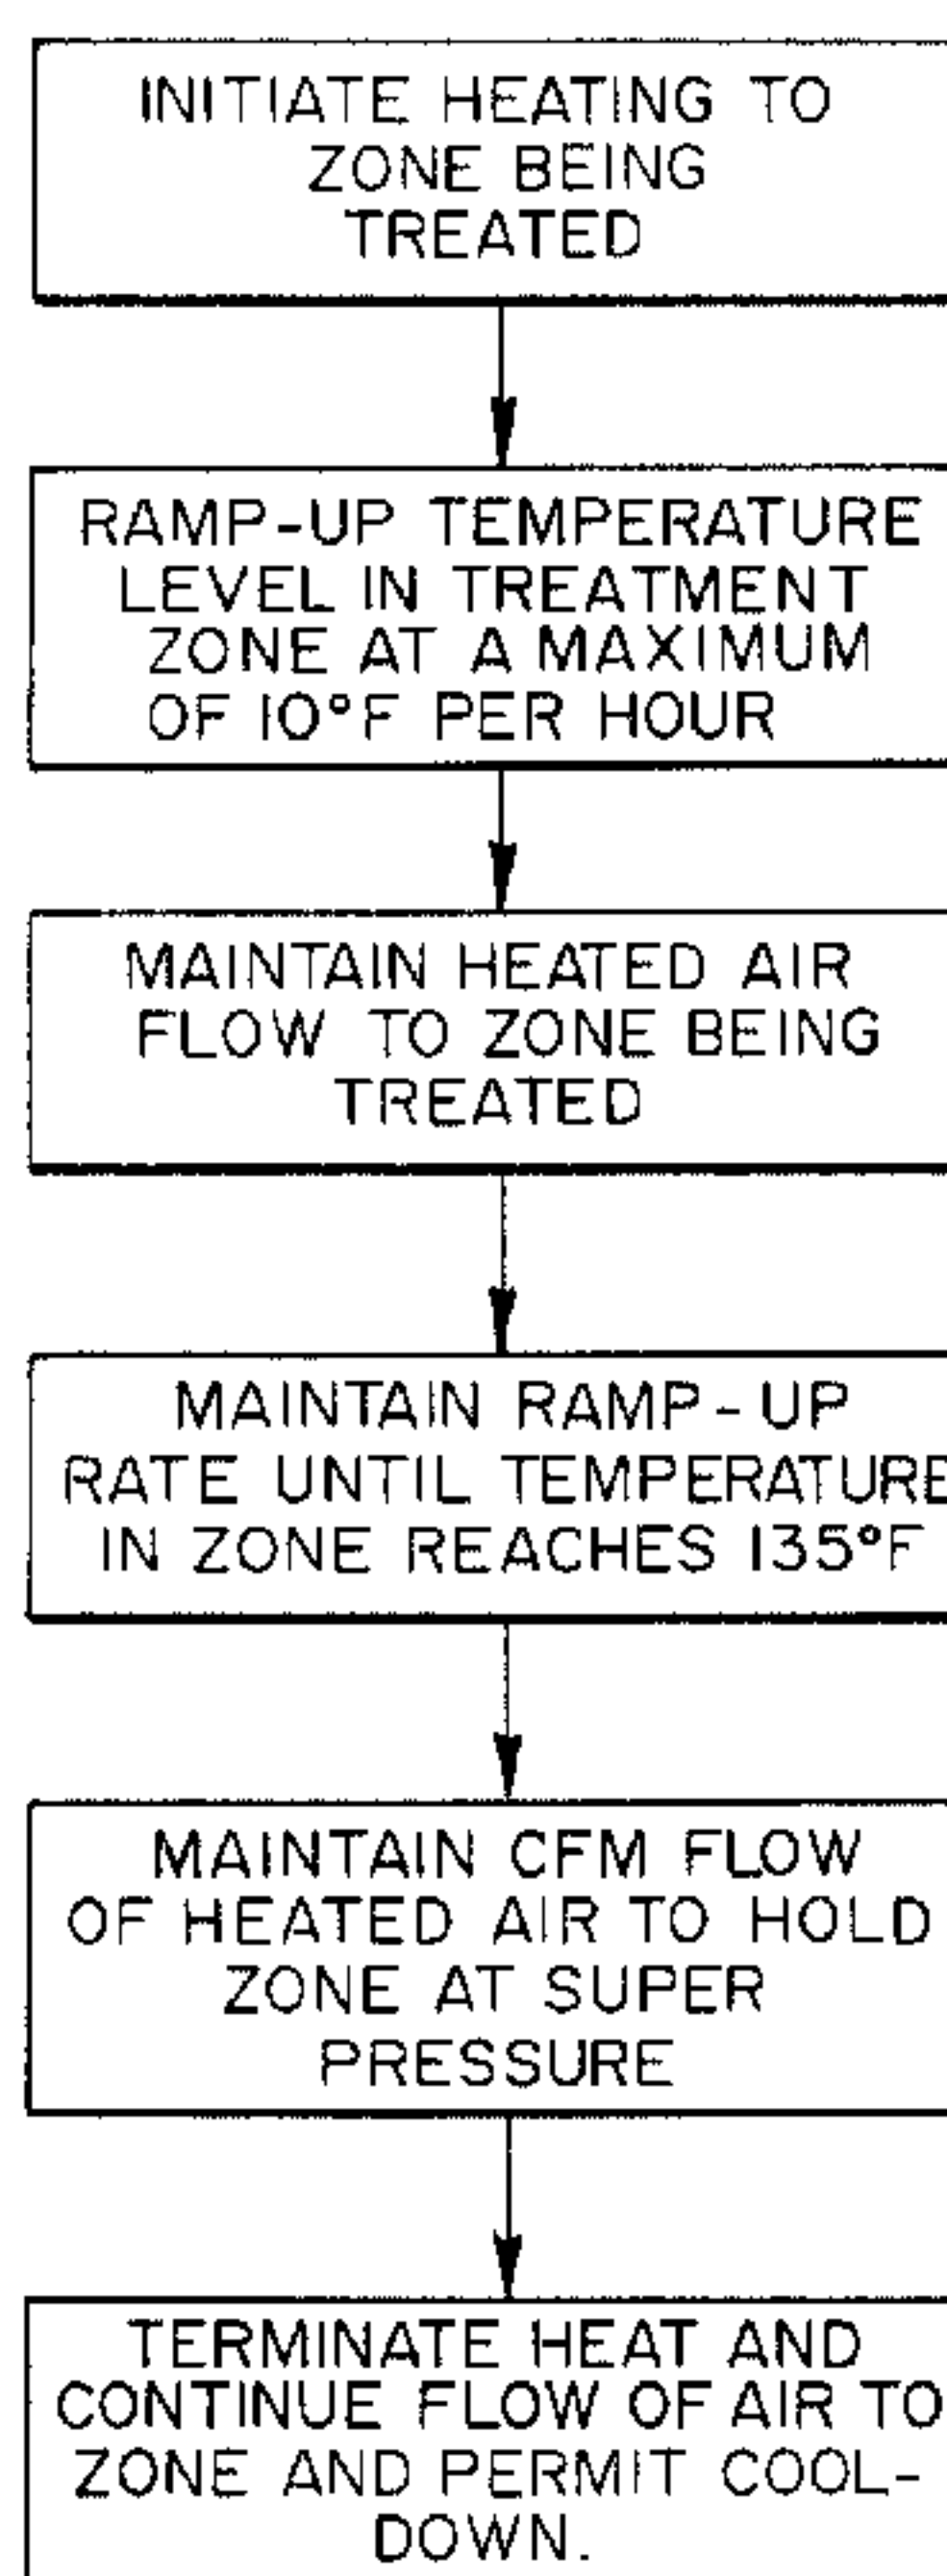 INITIATE HEATING TO
ZONE BEING
TREATED
RAMP-UP TEMPERATURE
LEVEL IN TREATMENT
ZONE AT A MAXIMUM
OF 10°F PER HOUR
MAINTAIN HEATED AIR
FLOW TO ZONE BEING
TREATED
MAINTAIN RAMP-UP
RATE UNTIL TEMPERATURE
IN ZONE REACHES 135°F
MAINTAIN CFM FLOW
OF HEATED AIR TO HOLD
ZONE AT SUPER
PRESSURE
TERMINATE HEAT AND
CONTINUE FLOW OF AIR TO
ZONE AND PERMIT COOL-
DOWN.